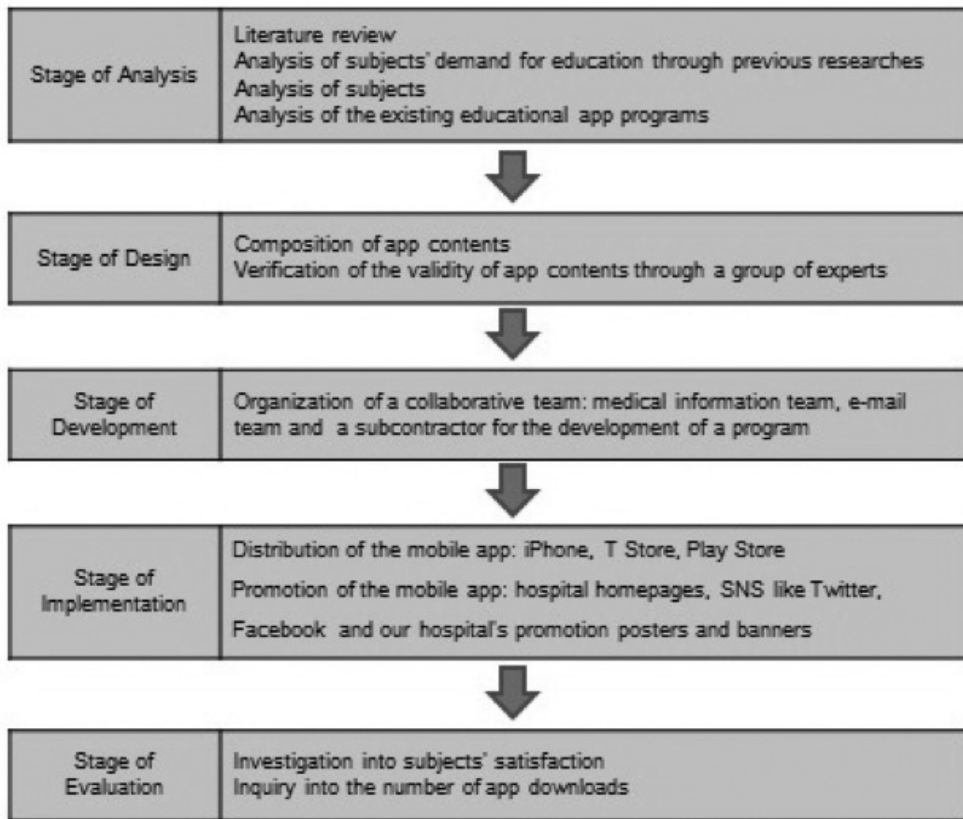 Stage of Analysis
Literature review
Analysis of subjects' demand for education through previous researches
Analysis of subjects
Analysis of the existing educational app programs
Stage of Design
Composition of app contents
Verification of the validity of app contents through a group of experts
Stage of
Development
Organization of a collaborative team: medical information team, e-mail
team and a subcontractor for the development of a program
Stage of
Implementation
Distribution of the mobile app: iPhone, T Store, Play Store
Promotion of the mobile app: hospital homepages, SNS like Twitter,
Facebook and our hospital's promotion posters and banners
Stage of
Evaluation
Investigation into subjects' satisfaction
Inquiry into the number of app downloads